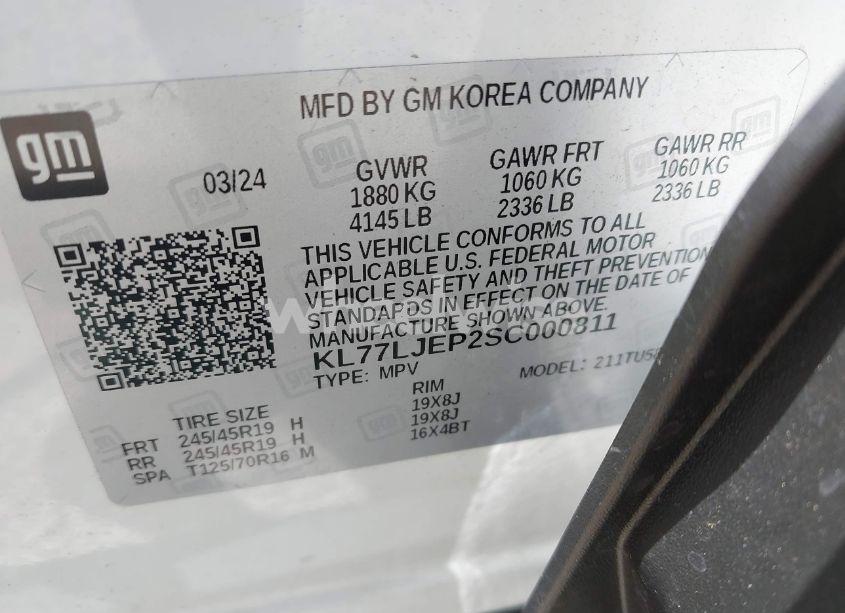 MFD BY GM KOREA COMPANY
gm
03/24
GVWR
1880 KG
4145 LB
GAWR FRT
1060 KG
2336 LB
GAWR RR
1060 KG
2336 LB
THIS VEHICLE CONFORMS TO ALL
APPLICABLE U.S. FEDERAL MOTOR
VEHICLE SAFETY AND THEFT PREVENTION
STANDARDS IN EFFECT ON THE DATE OF
MANUFACTURE SHOWN ABOVE.
KL77LJEP2SC000811
TYPE: MPV
MODEL:
TIRE SIZE
RIM
FRT 245/45R19 H 19X8J
RR 245/45R19 H 19X8J
SPA T125/70R16 M 16X4BT